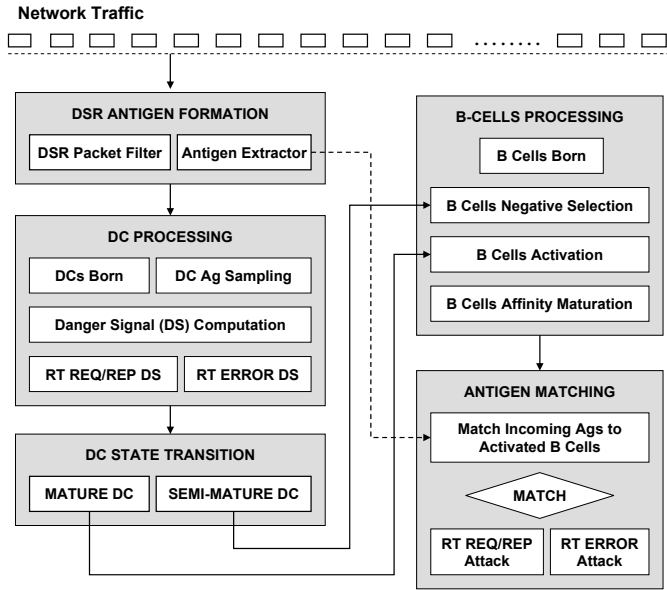 Network Traffic
. . . . . . . .
DSR ANTIGEN FORMATION
DSR Packet Filter
Antigen Extractor
DC PROCESSING
DCs Born
DC Ag Sampling
Danger Signal (DS) Computation
RT REQ/REP DS
RT ERROR DS
DC STATE TRANSITION
MATURE DC
SEMI-MATURE DC
B-CELLS PROCESSING
B Cells Born
B Cells Negative Selection
B Cells Activation
B Cells Affinity Maturation
ANTIGEN MATCHING
Match Incoming Ags to
Activated B Cells
MATCH
RT REQ/REP
Attack
RT ERROR
Attack